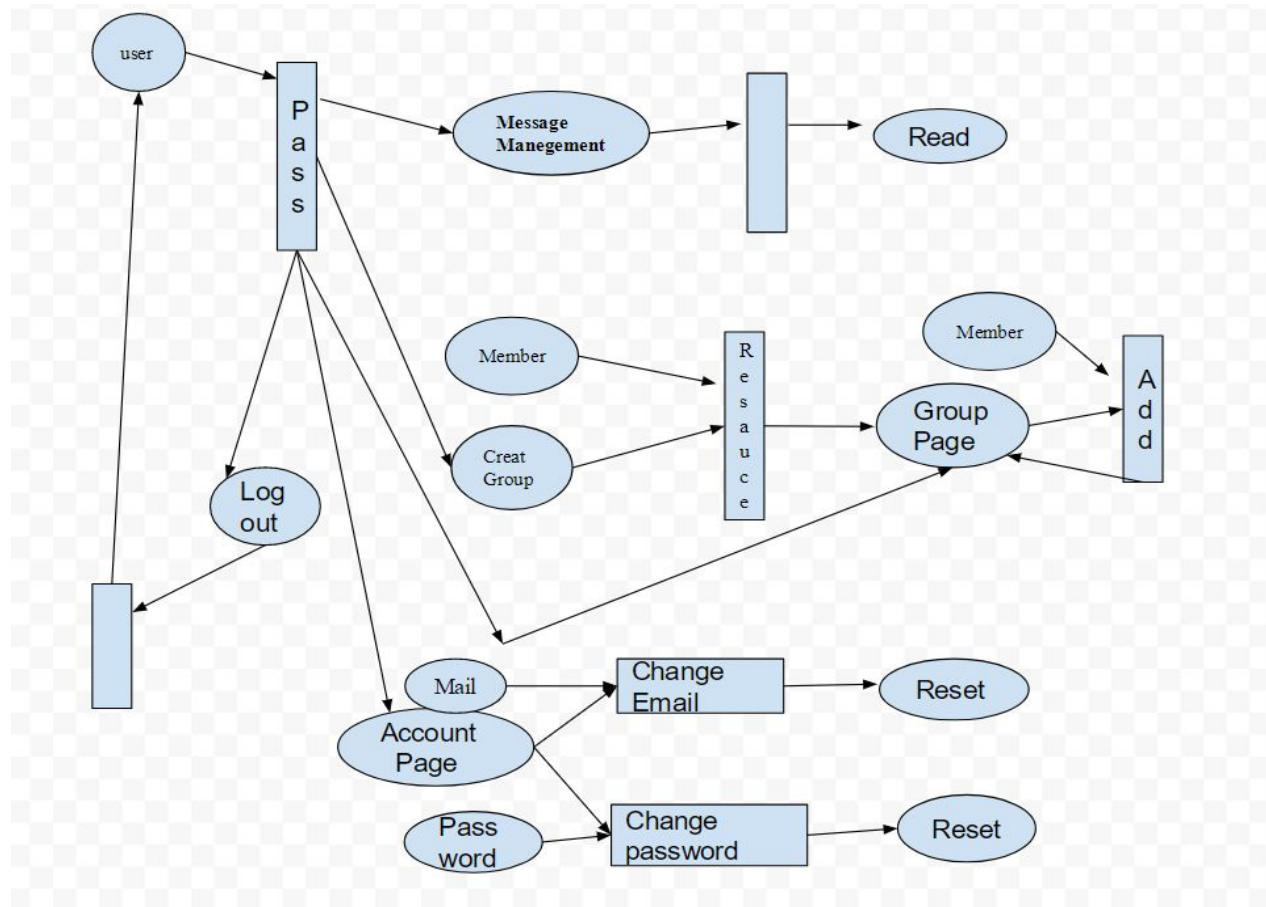 user
Pass
Message
Manegement
Read
Member
Resauce
Member
Add
Group
Page
Creat
Group
Log
out
Mail
Change
Email
Reset
Account
Page
Pass
word
Change
password
Reset